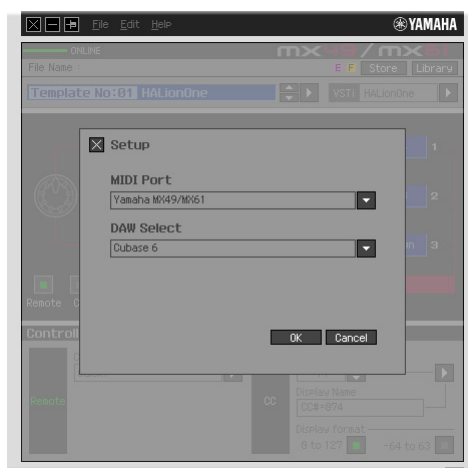 File Edit Help YAMAHA
ONLINE mx49/mx61
File Name : E F Store Library
Template No:01 HALionOne VSTi HALionOne
Setup
1
MIDI Port
Yamaha MX49/MX61
2
DAW Select
Cubase 6
3
Remote
OK Cancel
Controll
Remote CC
Display Name
CC#-074
Display format
0 to 127 -64 to 63